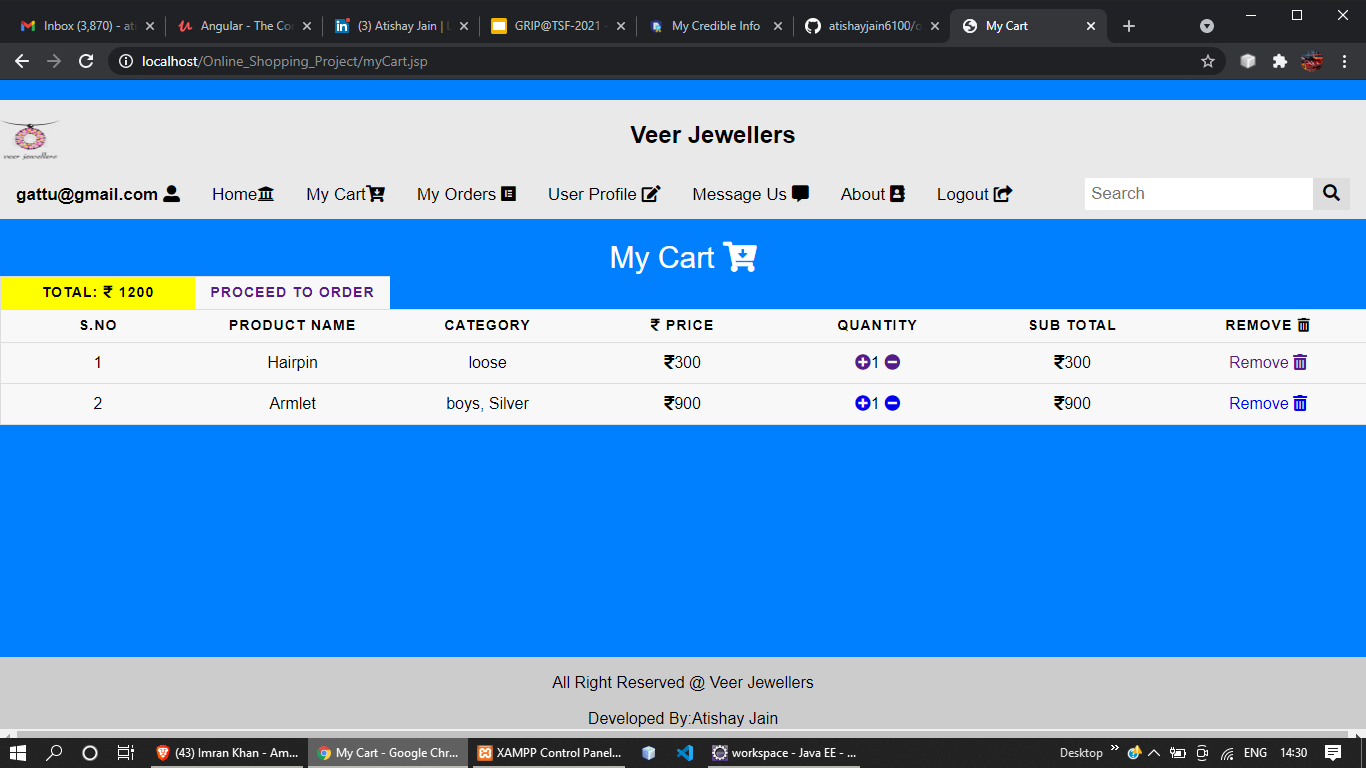 Inbox (3,870) - at
Angular - The Co
(3) Atishay Jain | L
GRIP@TSF-2021 -
My Credible Info
atishayjain6100/o
My Cart
localhost/Online_Shopping_Project/myCart.jsp
veer jewellers
Veer Jewellers
gattu@gmail.com Home My Cart My Orders User Profile Message Us About Logout Search
My Cart
TOTAL: ₹ 1200 PROCEED TO ORDER
S.NO PRODUCT NAME CATEGORY ₹ PRICE QUANTITY SUB TOTAL REMOVE
1 Hairpin loose ₹300 1 ₹300 Remove
2 Armlet boys, Silver ₹900 1 ₹900 Remove
All Right Reserved @ Veer Jewellers
Developed By:Atishay Jain
(43) Imran Khan - Am... My Cart - Google Chr... XAMPP Control Panel... workspace - Java EE - ... Desktop ENG 14:30